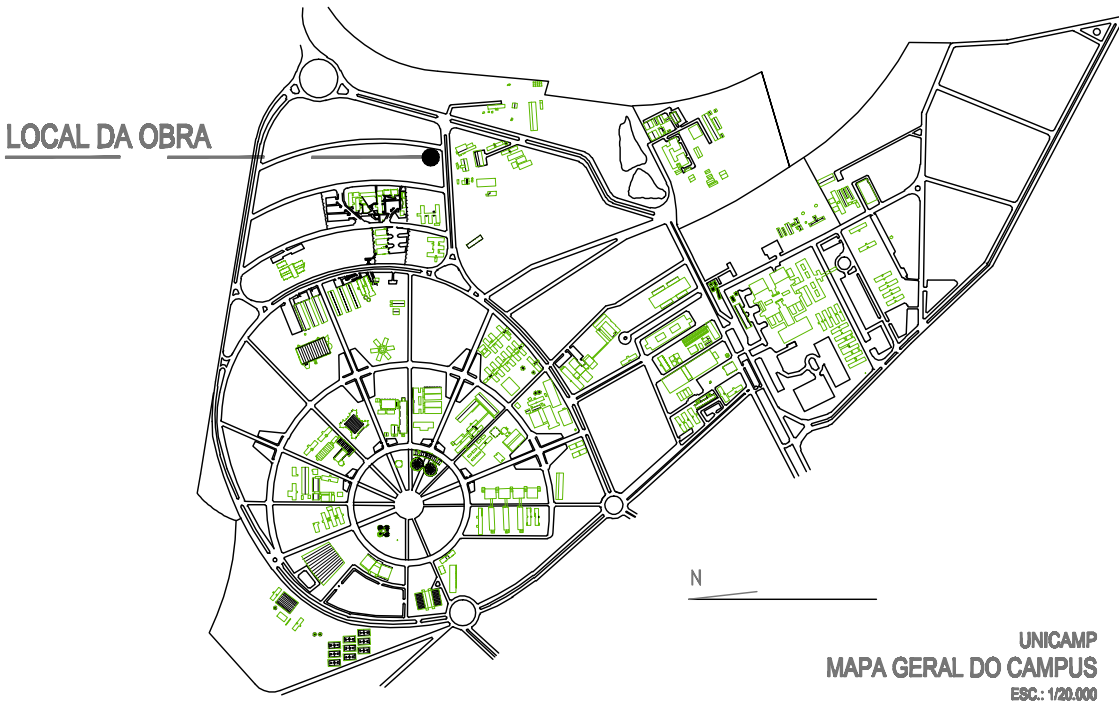 LOCAL DA OBRA
N
UNICAMP
MAPA GERAL DO CAMPUS
ESC.: 1/20.000